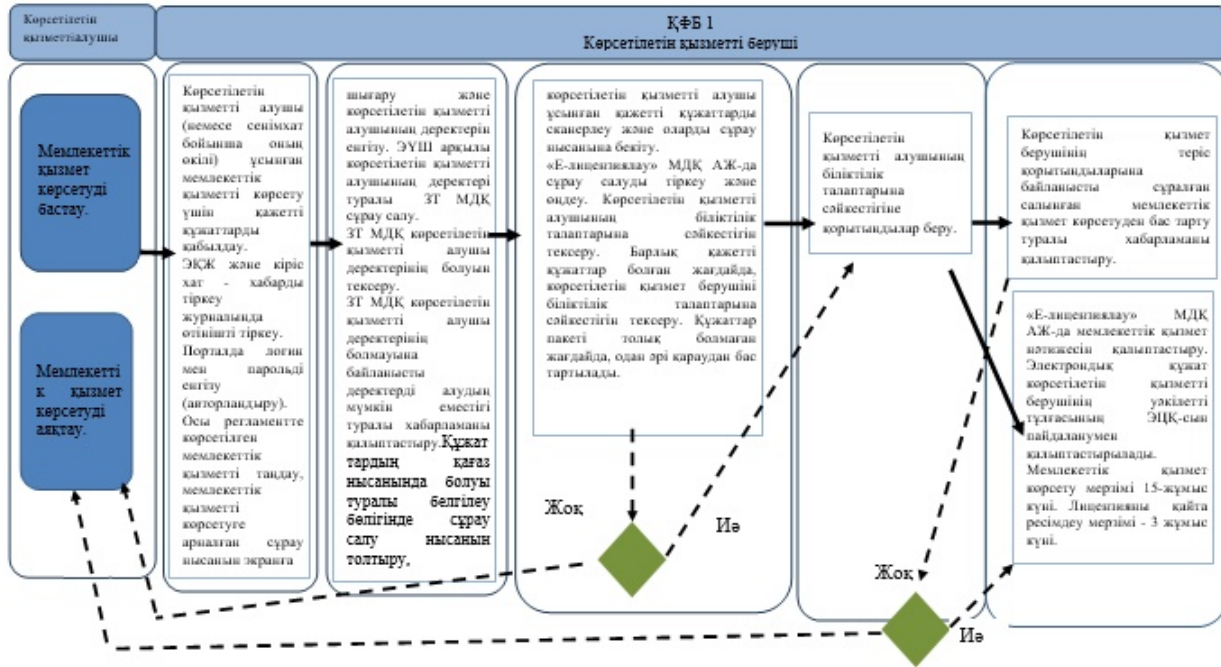 Көрсетілетін
қызметтіалушы
ҚФБ 1
Көрсетілетін қызметті беруші
Мемлекеттік
қызмет
көрсетуді
бастау.
Мемлекетті
к қызмет
көрсетуді
аяқтау.
Көрсетілетін
қызметті алушы
(немесе сенімхат
бойынша оның
өкілі) ұсынған
мемлекеттік
қызметті көрсету
үшін қажетті
құжаттарды
қабылдау.
ЭҚЖ және кіріс
хат - хабарды
тіркеу
журналында
өтінішті тіркеу.
Порталда логин
мен парольді
енгізу
(авторландыру).
Осы регламентте
көрсетілген
мемлекеттік
қызметті таңдау,
мемлекеттік
қызметті
көрсетуге
арналған сұрау
нысанын экранға
шығару және
көрсетілетін қызметті
алушының деректерін
енгізу. ЭҮШ арқылы
көрсетілетін қызметті
алушының деректері
туралы ЗТ МДҚ
сұрау салу.
ЗТ МДҚ көрсетілетін
қызметті алушы
деректерінің болуын
тексеру.
ЗТ МДҚ көрсетілетін
қызметті алушы
деректерінің
болмауына
байланысты
деректерді алудың
мүмкін еместігі
туралы хабарламаны
қалыптастыру.Құжат
тардың қағаз
нысанында болуы
туралы белгілеу
бөлігінде сұрау
салу нысанын
толтыру.
көрсетілетін қызметті алушы
ұсынған қажетті құжаттарды
сканерлеу және оларды сұрау
нысанына бекіту.
«Е-лицензиялау» МДҚ АЖ-да
сұрау салуды тіркеу және
өңдеу. Көрсетілетін қызметті
алушының біліктілік
талаптарына сәйкестігін
тексеру. Барлық қажетті
құжаттар болған жағдайда,
көрсетілетін қызмет берушіні
біліктілік талаптарына
сәйкестігін тексеру. Құжаттар
пакеті толық болмаған
жағдайда, одан әрі қараудан бас
тартылады.
Жоқ
Иә
Көрсетілетін
қызметті алушының
біліктілік
талаптарына
сәйкестігіне
қорытындылар беру.
Көрсетілетін қызмет
берушінің теріс
қорытындыларына
байланысты сұралған
салынған мемлекеттік
қызмет көрсетуден бас тарту
туралы хабарламаны
қалыптастыру.
«Е-лицензиялау» МДҚ
АЖ-да мемлекеттік қызмет
нәтижесін қалыптастыру.
Электрондық құжат
көрсетілетін қызметті
берушінің уәкілетті
тұлғасының ЭЦҚ-сын
пайдаланумен
қалыптастырылады.
Мемлекеттік қызмет
көрсету мерзімі 15-жұмыс
күні. Лицензияны қайта
ресімдеу мерзімі - 3 жұмыс
күні.
Жоқ
Иә